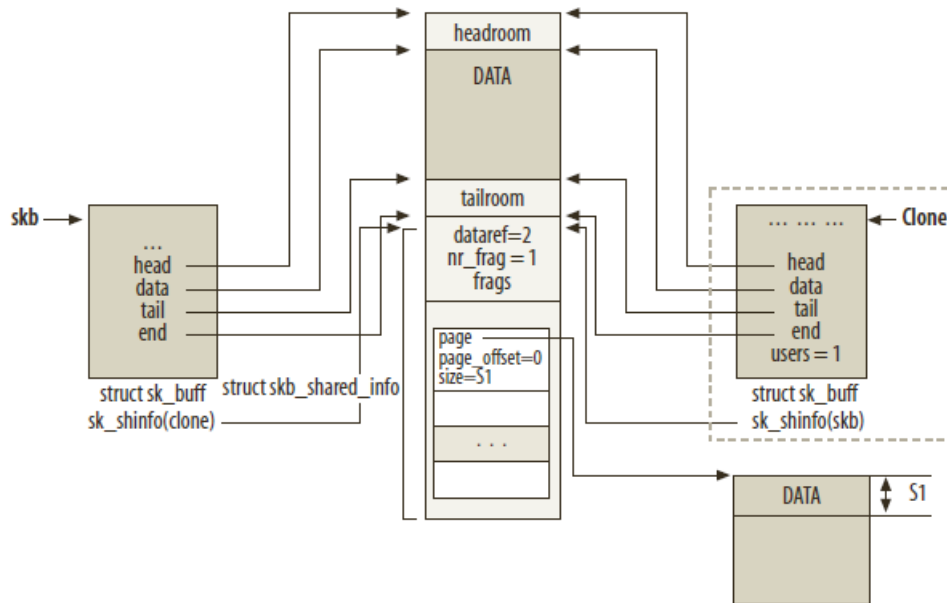 headroom
DATA
tailroom
dataref=2
nr_frag = 1
frags
page
page_offset=0
size=S1
. . .
skb
...
head
data
tail
end
struct sk_buff
sk_shinfo(clone)
struct skb_shared_info
Clone
... ... ...
head
data
tail
end
users = 1
struct sk_buff
sk_shinfo(skb)
DATA
S1